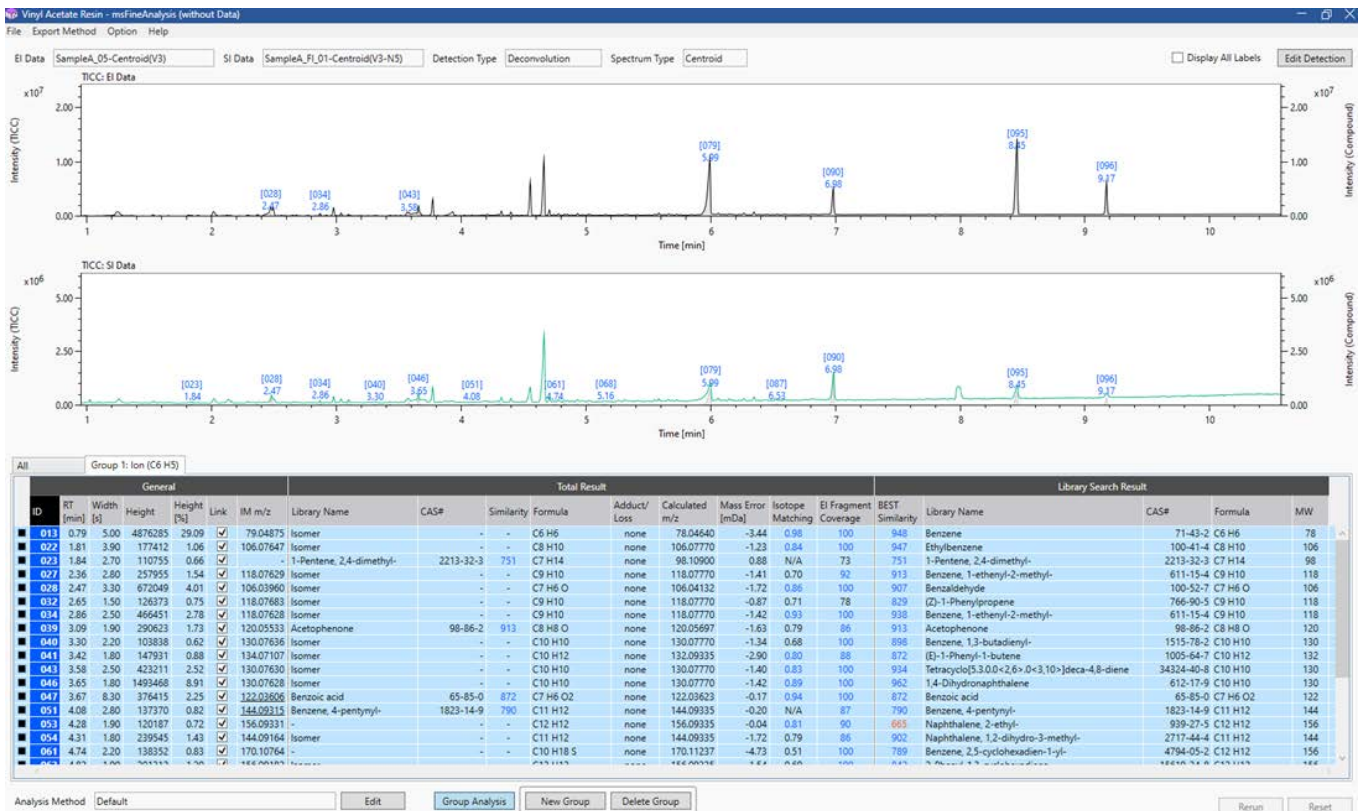 Vinyl Acetate Resin - msFineAnalysis (without Data)
File Export Method Option Help
EI Data SampleA_05-Centroid(V3) SI Data SampleA_FI_01-Centroid(V3-N5) Detection Type Deconvolution Spectrum Type Centroid Display All Labels Edit Detection
TICC: EI Data
x10⁷ x10⁷
Intensity (TICC)
2.00 2.00
1.00 1.00
0.00 0.00
[028] 2.47
[034] 2.86
[043] 3.58
[079] 5.99
[090] 6.98
[095] 8.45
[096] 9.17
Intensity (Compound)
1 2 3 4 5 6 7 8 9 10
Time [min]
TICC: SI Data
x10⁶ x10⁶
Intensity (TICC)
5.00 5.00
2.50 2.50
0.00 0.00
[023] 1.84
[028] 2.47
[034] 2.86
[040] 3.30
[046] 3.65
[051] 4.08
[061] 4.74
[068] 5.16
[079] 5.99
[087] 6.53
[090] 6.98
[095] 8.45
[096] 9.17
Intensity (Compound)
1 2 3 4 5 6 7 8 9 10
Time [min]
All Group 1: Ion (C6 H5)
General Total Result Library Search Result
ID RT [min] Width [s] Height Height [%] Link IM m/z Library Name CAS# Similarity Formula Adduct/Loss Calculated m/z Mass Error [mDa] Isotope Matching EI Fragment Coverage BEST Similarity Library Name CAS# Formula MW
013 0.79 5.00 4876285 29.09 79.04875 Isomer - - C6 H6 none 78.04640 -3.44 0.98 100 948 Benzene 71-43-2 C6 H6 78
022 1.81 3.90 177412 1.06 106.07647 Isomer - - C8 H10 none 106.07770 -1.23 0.84 100 947 Ethylbenzene 100-41-4 C8 H10 106
023 1.84 2.70 110755 0.66 - 1-Pentene, 2,4-dimethyl- 2213-32-3 751 C7 H14 none 98.10900 0.88 N/A 73 751 1-Pentene, 2,4-dimethyl- 2213-32-3 C7 H14 98
027 2.36 2.80 257955 1.54 118.07629 Isomer - - C9 H10 none 118.07770 -1.41 0.70 92 913 Benzene, 1-ethenyl-2-methyl- 611-15-4 C9 H10 118
028 2.47 3.30 672049 4.01 106.03960 Isomer - - C7 H6 O none 106.04132 -1.72 0.86 100 907 Benzaldehyde 100-52-7 C7 H6 O 106
032 2.65 1.50 126373 0.75 118.07683 Isomer - - C9 H10 none 118.07770 -0.87 0.71 78 829 (Z)-1-Phenylpropene 766-90-5 C9 H10 118
034 2.86 2.50 466451 2.78 118.07628 Isomer - - C9 H10 none 118.07770 -1.42 0.93 100 938 Benzene, 1-ethenyl-2-methyl- 611-15-4 C9 H10 118
039 3.09 1.90 290623 1.73 120.05533 Acetophenone 98-86-2 913 C8 H8 O none 120.05697 -1.63 0.79 86 913 Acetophenone 98-86-2 C8 H8 O 120
040 3.30 2.20 103838 0.62 130.07636 Isomer - - C10 H10 none 130.07770 -1.34 0.68 100 898 Benzene, 1,3-butadienyl- 1515-78-2 C10 H10 130
041 3.42 1.80 147931 0.88 134.07107 Isomer - - C10 H12 none 132.09335 -2.90 0.80 88 872 (E)-1-Phenyl-1-butene 1005-64-7 C10 H12 132
043 3.58 2.50 423211 2.52 130.07630 Isomer - - C10 H10 none 130.07770 -1.40 0.83 100 934 Tetracyclo[5.3.0.0<2,6>.0<3,10>]deca-4,8-diene 34324-40-8 C10 H10 130
046 3.65 1.80 1493468 8.91 130.07628 Isomer - - C10 H10 none 130.07770 -1.42 0.89 100 962 1,4-Dihydronaphthalene 612-17-9 C10 H10 130
047 3.67 8.30 376415 2.25 122.03606 Benzoic acid 65-85-0 872 C7 H6 O2 none 122.03623 -0.17 0.94 100 872 Benzoic acid 65-85-0 C7 H6 O2 122
051 4.08 2.80 137370 0.82 144.09315 Benzene, 4-pentynyl- 1823-14-9 790 C11 H12 none 144.09335 -0.20 N/A 87 790 Benzene, 4-pentynyl- 1823-14-9 C11 H12 144
053 4.28 1.90 120187 0.72 156.09331 - - - C12 H12 none 156.09335 -0.04 0.81 90 665 Naphthalene, 2-ethyl- 939-27-5 C12 H12 156
054 4.31 1.80 239545 1.43 144.09164 Isomer - - C11 H12 none 144.09335 -1.72 0.79 86 902 Naphthalene, 1,2-dihydro-3-methyl- 2717-44-4 C11 H12 144
061 4.74 2.20 138352 0.83 170.10764 - - - C10 H18 S none 170.11237 -4.73 0.51 100 789 Benzene, 2,5-cyclohexadien-1-yl- 4794-05-2 C12 H12 156
Analysis Method Default Edit Group Analysis New Group Delete Group Rerun Reset